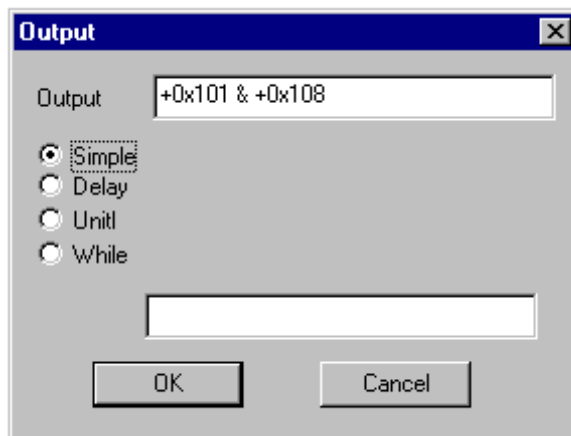 Output
Output +0x101 & +0x108
Simple
Delay
Unitl
While
OK Cancel